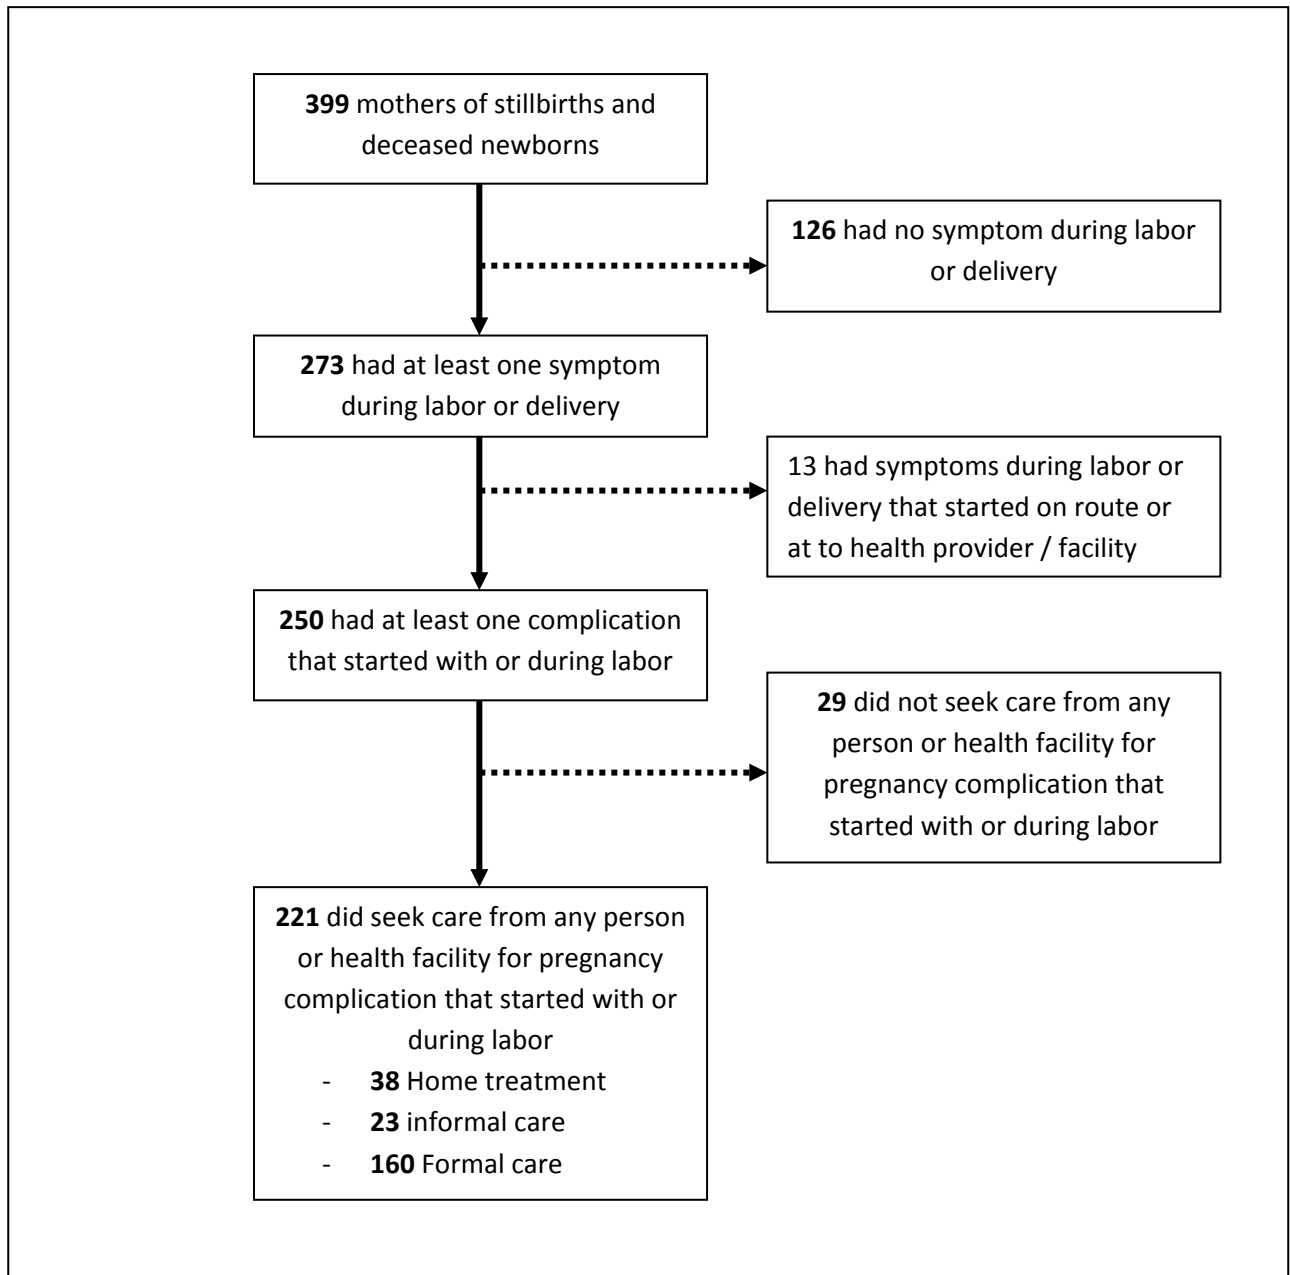 399 mothers of stillbirths and
deceased newborns
126 had no symptom during labor
or delivery
273 had at least one symptom
during labor or delivery
13 had symptoms during labor or
delivery that started on route or
at to health provider / facility
250 had at least one complication
that started with or during labor
29 did not seek care from any
person or health facility for
pregnancy complication that
started with or during labor
221 did seek care from any person
or health facility for pregnancy
complication that started with or
during labor
- 38 Home treatment
- 23 informal care
- 160 Formal care